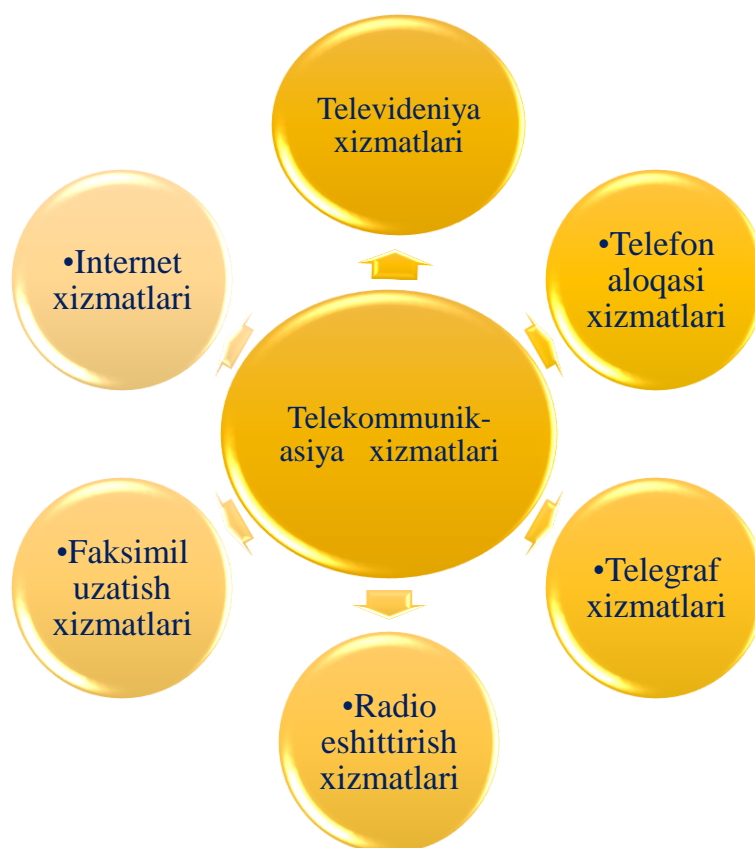 Televideniya
xizmatlari
•Telefon
aloqasi
xizmatlari
•Telegraf
xizmatlari
•Radio
eshittirish
xizmatlari
•Faksimil
uzatish
xizmatlari
•Internet
xizmatlari
Telekommunik-
asiya xizmatlari